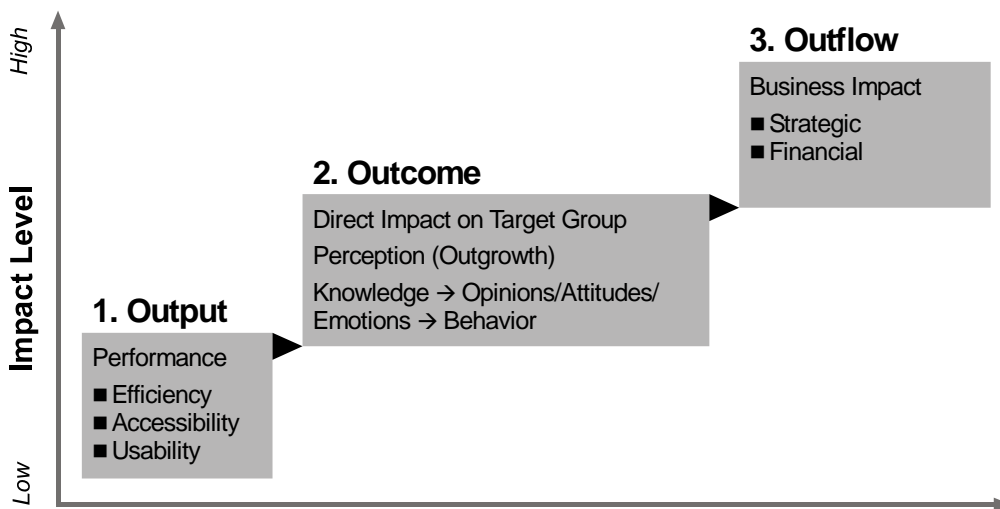 High
Impact Level
Low
1. Output
Performance
■ Efficiency
■ Accessibility
■ Usability
2. Outcome
Direct Impact on Target Group
Perception (Outgrowth)
Knowledge → Opinions/Attitudes/
Emotions → Behavior
3. Outflow
Business Impact
■ Strategic
■ Financial